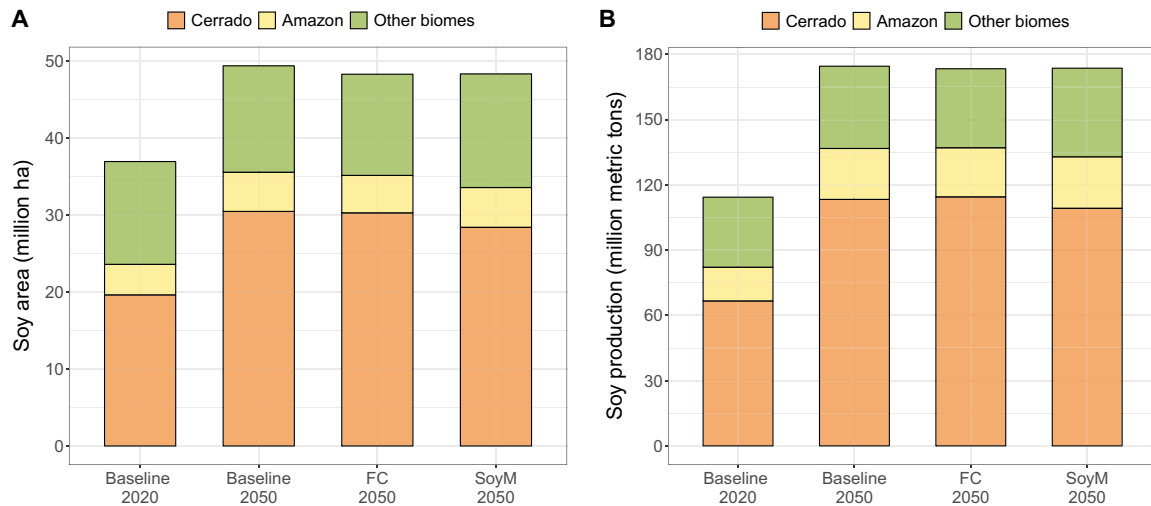 A
Cerrado Amazon Other biomes
Soy area (million ha)
50
40
30
20
10
0
Baseline 2020
Baseline 2050
FC 2050
SoyM 2050
B
Cerrado Amazon Other biomes
Soy production (million metric tons)
180
150
120
90
60
30
0
Baseline 2020
Baseline 2050
FC 2050
SoyM 2050